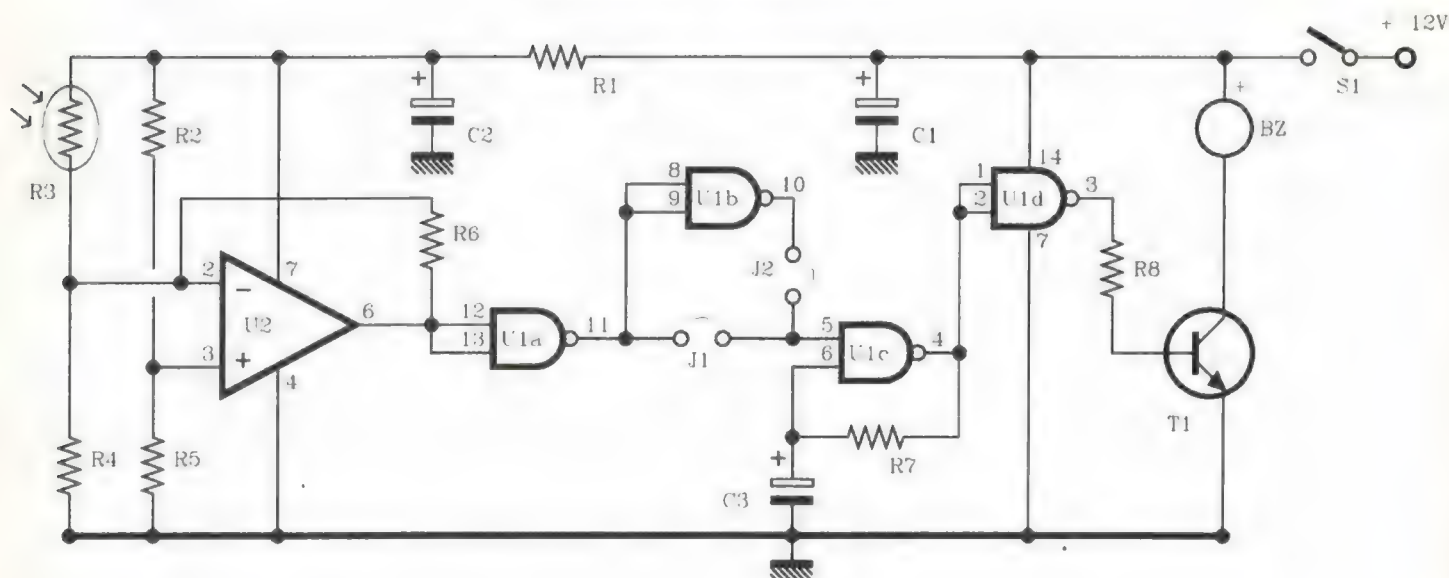 + 12V
S1
R1
+
C2
+
C1
+
BZ
R3
R2
R6
8
9
U1b
10
1
2
14
U1d
3
7
J2
R8
2
-
7
U2
6
3
+
4
12
13
U1a
11
J1
5
6
U1c
4
T1
R4
R5
R7
+
C3